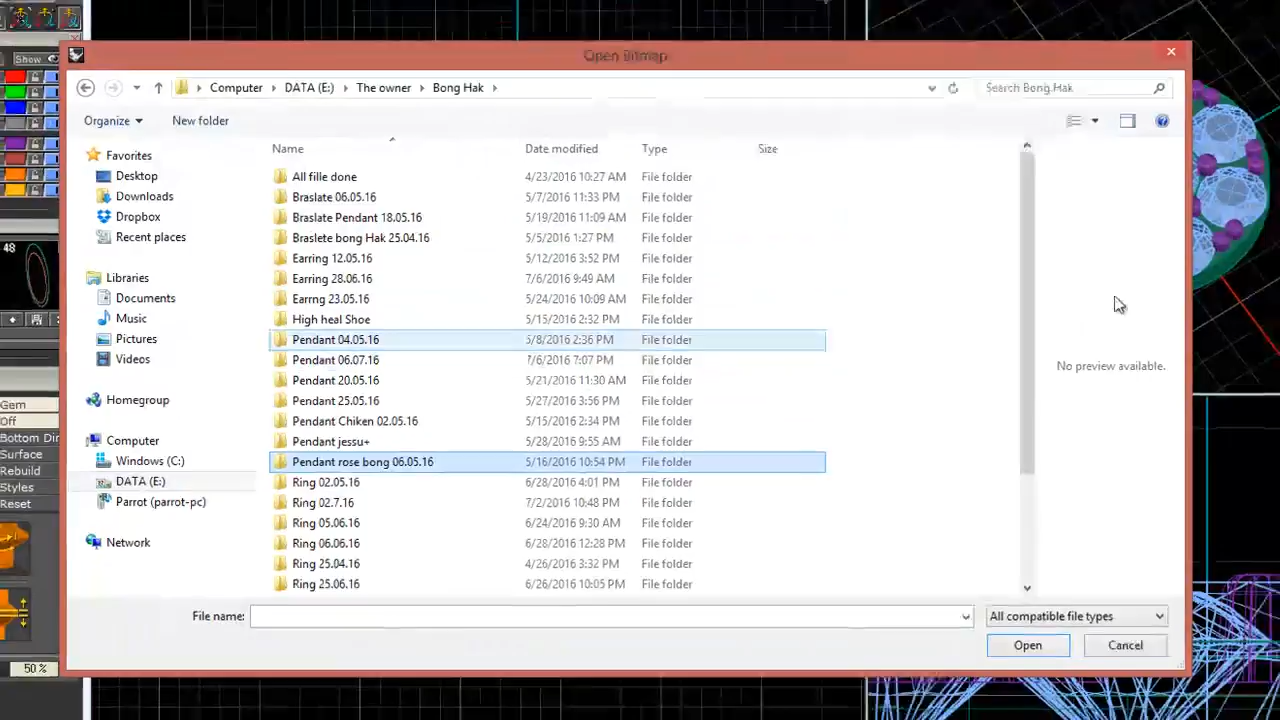 Show
Open Bitmap
Computer DATA (E:) The owner Bong Hak
Search Bong Hak
Organize New folder
Name Date modified Type Size
Favorites
Desktop
Downloads
Dropbox
Recent places
Libraries
Documents
Music
Pictures
Videos
Homegroup
Computer
Windows (C:)
DATA (E:)
Parrot (parrot-pc)
Network
All fille done 4/23/2016 10:27 AM File folder
Braslate 06.05.16 5/7/2016 11:33 PM File folder
Braslate Pendant 18.05.16 5/19/2016 11:09 AM File folder
Braslete bong Hak 25.04.16 5/5/2016 1:27 PM File folder
Earring 12.05.16 5/12/2016 3:52 PM File folder
Earring 28.06.16 7/6/2016 9:49 AM File folder
Earrng 23.05.16 5/24/2016 10:09 AM File folder
High heal Shoe 5/15/2016 2:32 PM File folder
Pendant 04.05.16 5/8/2016 2:36 PM File folder
Pendant 06.07.16 7/6/2016 7:07 PM File folder
Pendant 20.05.16 5/21/2016 11:30 AM File folder
Pendant 25.05.16 5/27/2016 3:56 PM File folder
Pendant Chiken 02.05.16 5/15/2016 2:34 PM File folder
Pendant jessu+ 5/28/2016 9:55 AM File folder
Pendant rose bong 06.05.16 5/16/2016 10:54 PM File folder
Ring 02.05.16 6/28/2016 4:01 PM File folder
Ring 02.7.16 7/2/2016 10:48 PM File folder
Ring 05.06.16 6/24/2016 9:30 AM File folder
Ring 06.06.16 6/28/2016 12:28 PM File folder
Ring 25.04.16 4/26/2016 3:32 PM File folder
Ring 25.06.16 6/26/2016 10:05 PM File folder
No preview available.
File name: All compatible file types
Open Cancel
48
Gem
Off
Bottom Di
Surface
Rebuild
Styles
Reset
50 %